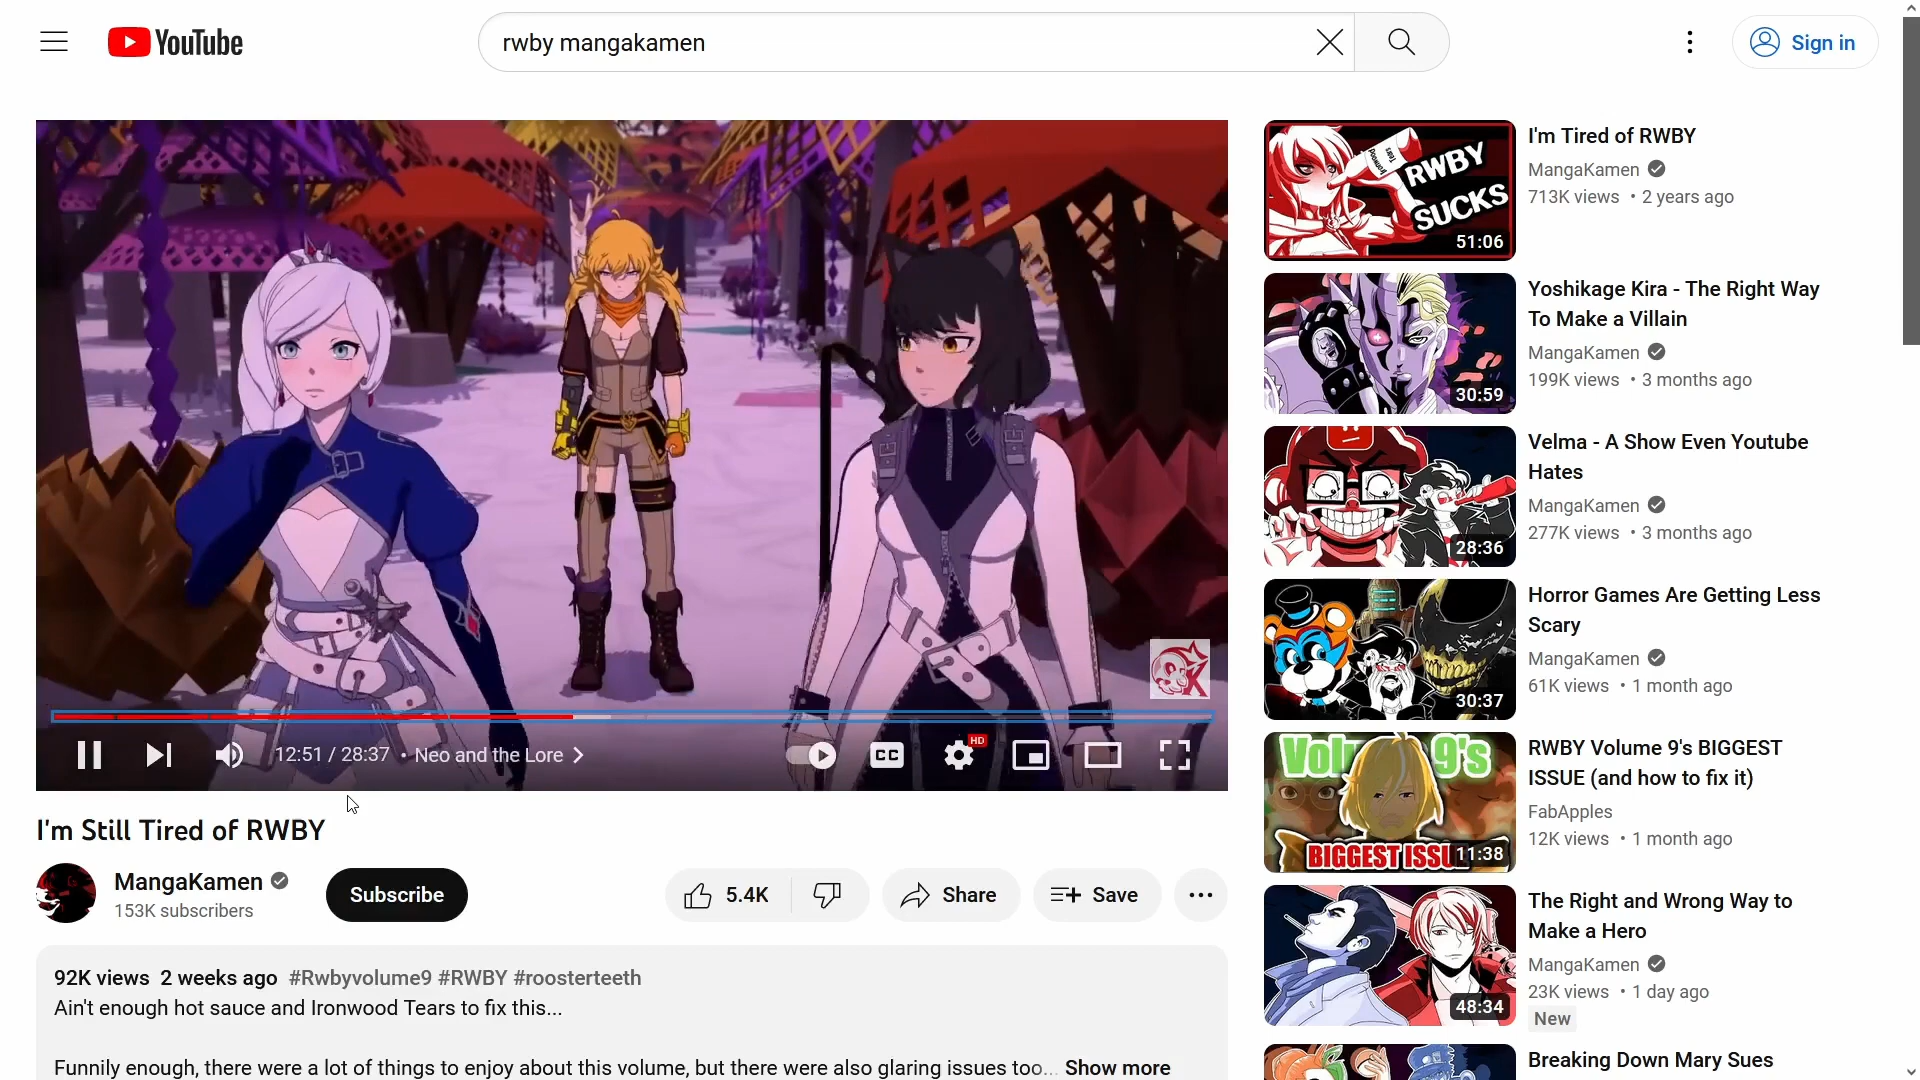 YouTube
rwby mangakamen
Sign in
HD
12:51 / 28:37 • Neo and the Lore
CC
K
I'm Still Tired of RWBY
MangaKamen
153K subscribers
Subscribe
5.4K
Share
Save
92K views 2 weeks ago #Rwbyvolume9 #RWBY #roosterteeth
Ain't enough hot sauce and Ironwood Tears to fix this...
Funnily enough, there were a lot of things to enjoy about this volume, but there were also glaring issues too... Show more
Ironwood
Tears
RWBY
SUCKS
51:06
I'm Tired of RWBY
MangaKamen
713K views • 2 years ago
30:59
Yoshikage Kira - The Right Way
To Make a Villain
MangaKamen
199K views • 3 months ago
28:36
Velma - A Show Even Youtube
Hates
MangaKamen
277K views • 3 months ago
30:37
Horror Games Are Getting Less
Scary
MangaKamen
61K views • 1 month ago
Vol 9's
BIGGEST ISSU
11:38
RWBY Volume 9's BIGGEST
ISSUE (and how to fix it)
FabApples
12K views • 1 month ago
48:34
The Right and Wrong Way to
Make a Hero
MangaKamen
23K views • 1 day ago
New
Breaking Down Mary Sues